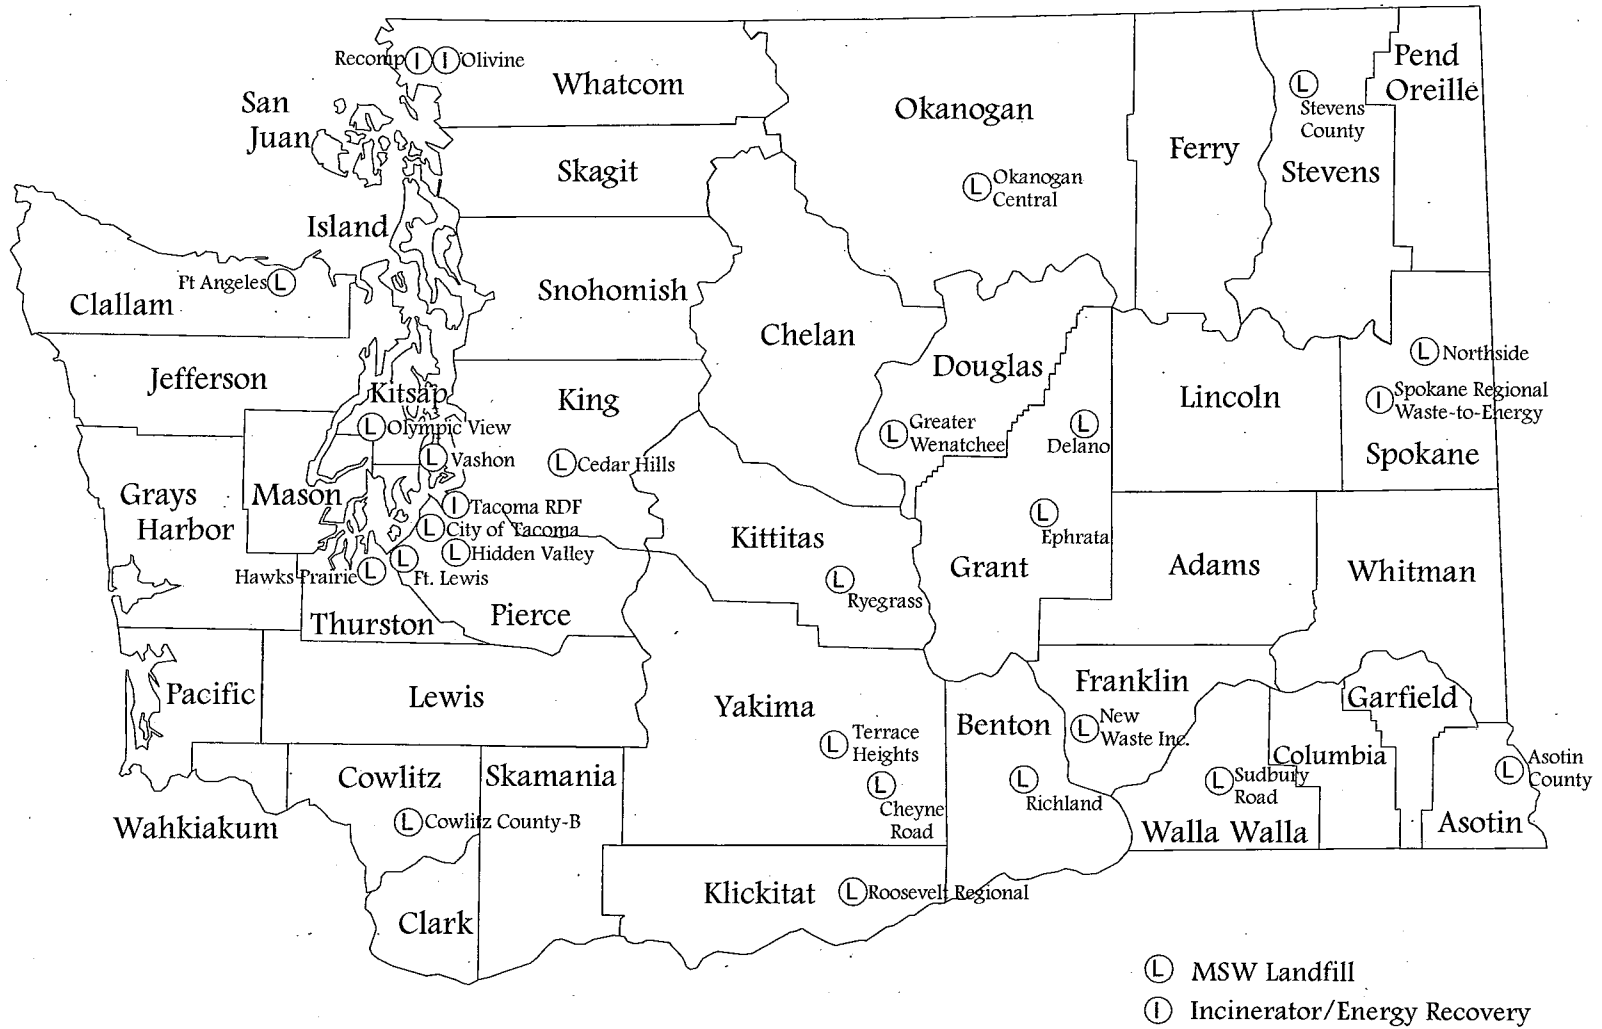 Recomp I I Olivine
Whatcom
San
Juan
Skagit
Island
Okanogan
L Okanogan
Central
Ferry
L
Stevens
County
Stevens
Pend
Oreille
Pt Angeles L
Clallam
Jefferson
Snohomish
Chelan
Douglas
Kitsap
L Olympic View
King
L Vashon
L Cedar Hills
L Greater
Wenatchee
L
Delano
Lincoln
L Northside
I Spokane Regional
Waste-to-Energy
Spokane
Grays
Harbor
Mason
I Tacoma RDF
L City of Tacoma
L Hidden Valley
Hawks Prairie L
L
Ft. Lewis
Thurston
Pierce
Kittitas
L
Ryegrass
L
Ephrata
Grant
Adams
Whitman
Pacific
Lewis
Yakima
L Terrace
Heights
L
Cheyne
Road
Benton
L
Richland
Franklin
L New
Waste Inc.
Garfield
Columbia
L Sudbury
Road
Walla Walla
L Asotin
County
Asotin
Wahkiakum
Cowlitz
L Cowlitz County-B
Skamania
Clark
Klickitat
L Roosevelt Regional
L MSW Landfill
I Incinerator/Energy Recovery